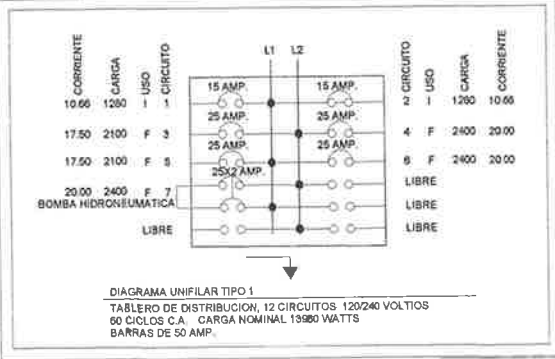 CORRIENTE CARGA USO CIRCUITO L1 L2 CIRCUITO USO CARGA CORRIENTE
15 AMP. 15 AMP.
10.66 1280 I 1 2 I 1280 10.66
25 AMP. 25 AMP.
17.50 2100 F 3 4 F 2400 20.00
25 AMP. 25 AMP.
17.50 2100 F 5 6 F 2400 20.00
25X2 AMP.
LIBRE
20.00 2400 F 7
BOMBA HIDRONEUMATICA LIBRE
LIBRE LIBRE
DIAGRAMA UNIFILAR TIPO 1
TABLERO DE DISTRIBUCION, 12 CIRCUITOS 120/240 VOLTIOS
60 CICLOS C.A. CARGA NOMINAL 13960 WATTS
BARRAS DE 50 AMP.